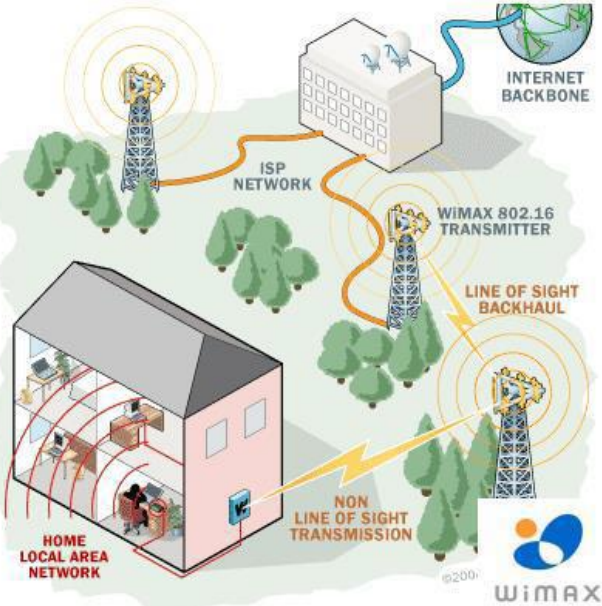 INTERNET
BACKBONE
ISP
NETWORK
WiMAX 802.16
TRANSMITTER
LINE OF SIGHT
BACKHAUL
NON
LINE OF SIGHT
TRANSMISSION
HOME
LOCAL AREA
NETWORK
WiMAX